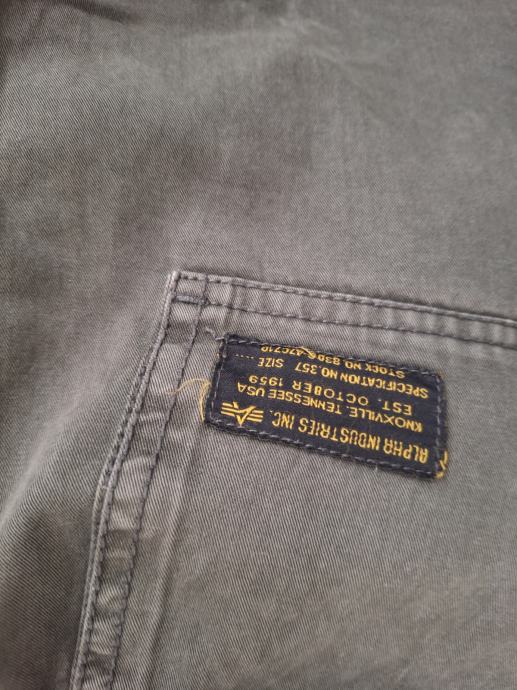 ALPHA INDUSTRIES INC.
KNOXVILLE, TENNESSEE USA
EST. OCTOBER 1959
SPECIFICATION NO.357 SIZE ....
STOCK NO.